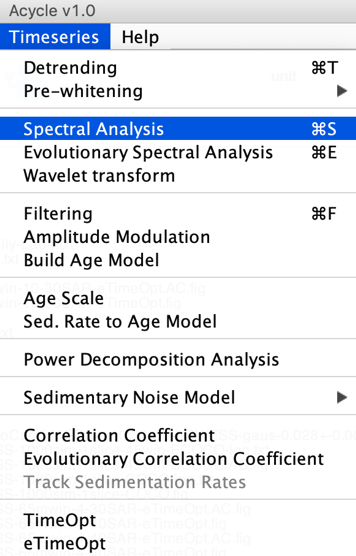 Acycle v1.0
Timeseries Help
Detrending ⌘T
Pre-whitening ▶
Spectral Analysis ⌘S
Evolutionary Spectral Analysis ⌘E
Wavelet transform
Filtering ⌘F
Amplitude Modulation
Build Age Model
Age Scale
Sed. Rate to Age Model
Power Decomposition Analysis
Sedimentary Noise Model ▶
Correlation Coefficient
Evolutionary Correlation Coefficient
Track Sedimentation Rates
TimeOpt
eTimeOpt